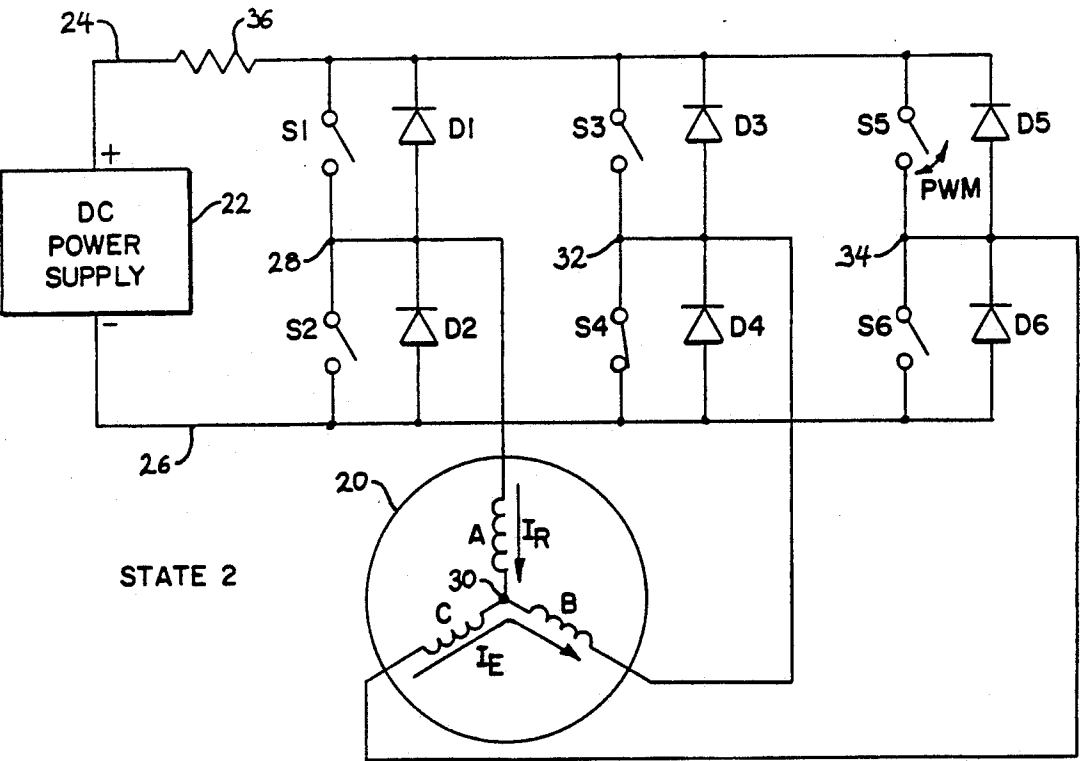 24
36
S1
D1
S3
D3
S5
D5
PWM
+
DC
POWER
SUPPLY
22
-
28
32
34
S2
D2
S4
D4
S6
D6
26
20
A
IR
STATE 2
30
C
B
IE